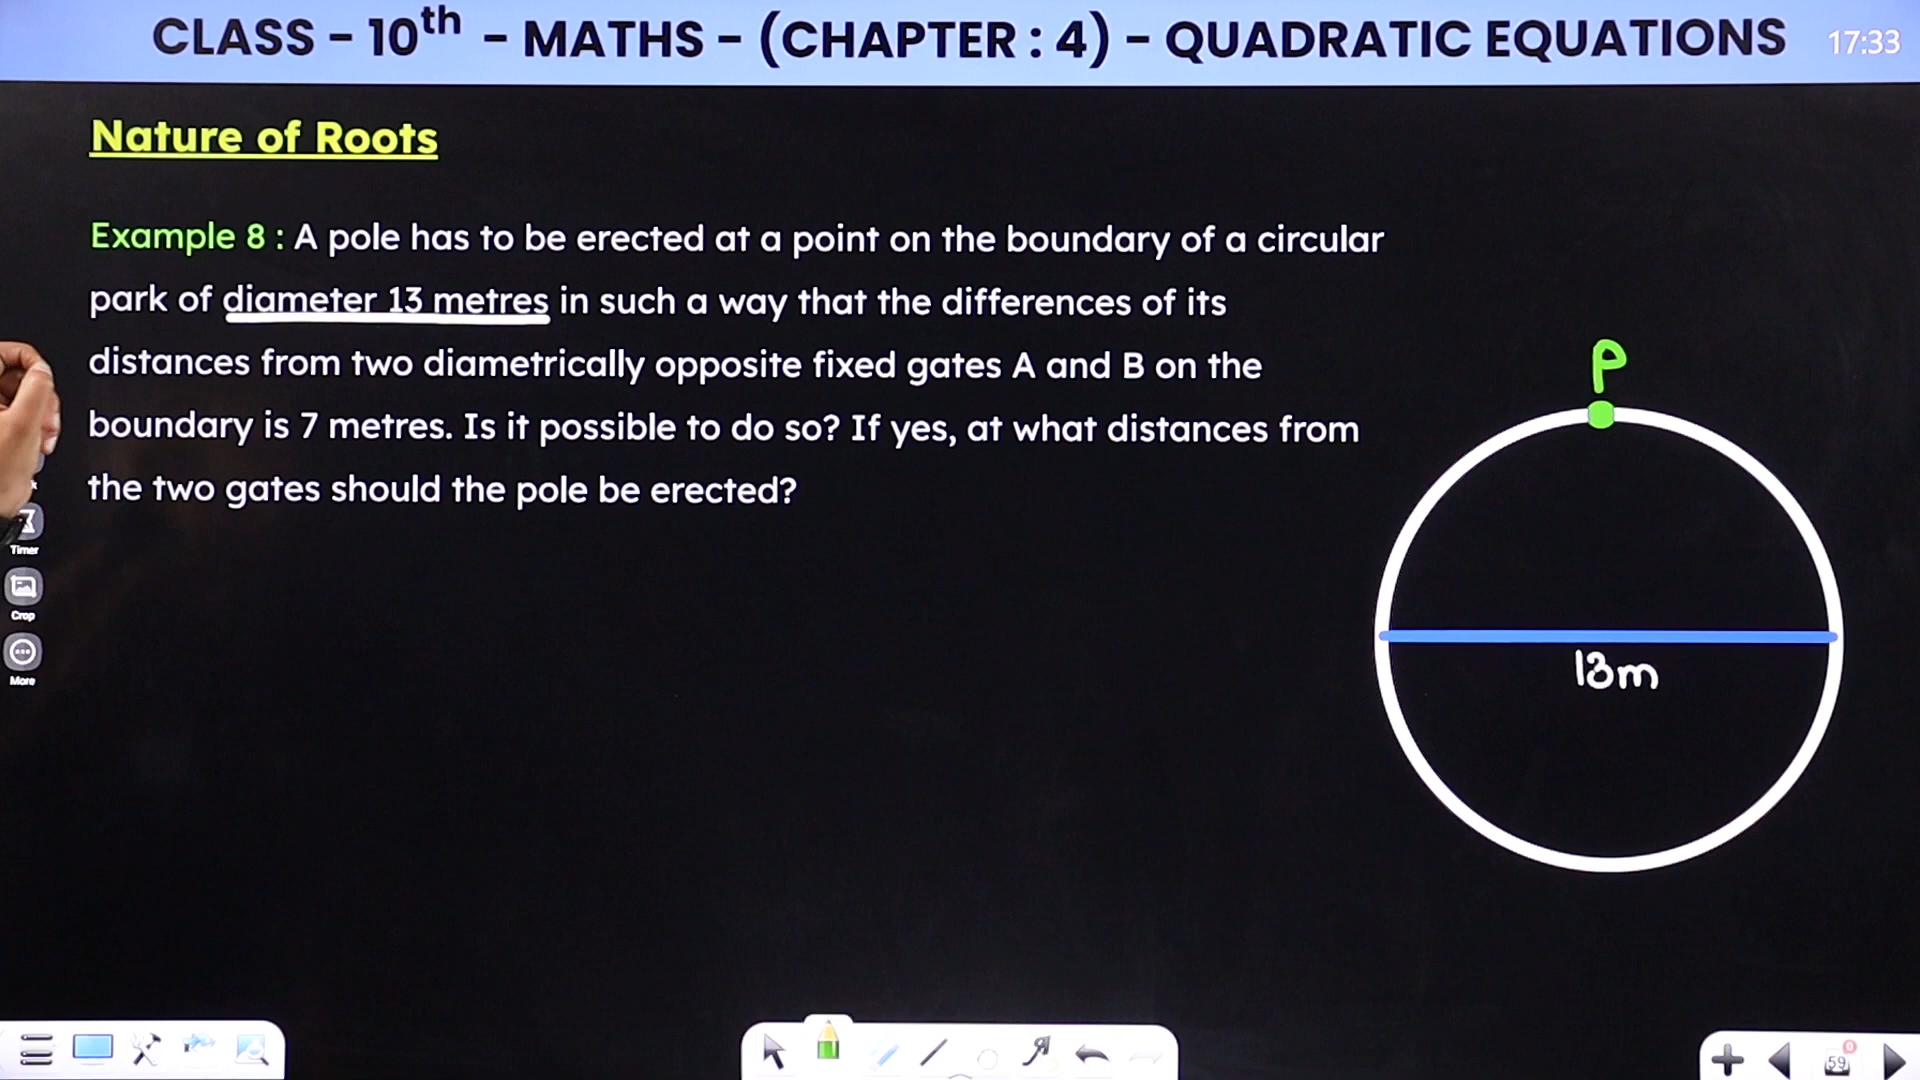 CLASS - 10th - MATHS - (CHAPTER : 4) - QUADRATIC EQUATIONS
17:33
Nature of Roots
Example 8 : A pole has to be erected at a point on the boundary of a circular
park of diameter 13 metres in such a way that the differences of its
distances from two diametrically opposite fixed gates A and B on the
boundary is 7 metres. Is it possible to do so? If yes, at what distances from
the two gates should the pole be erected?
P
13m
Timer
Crop
More
59
0